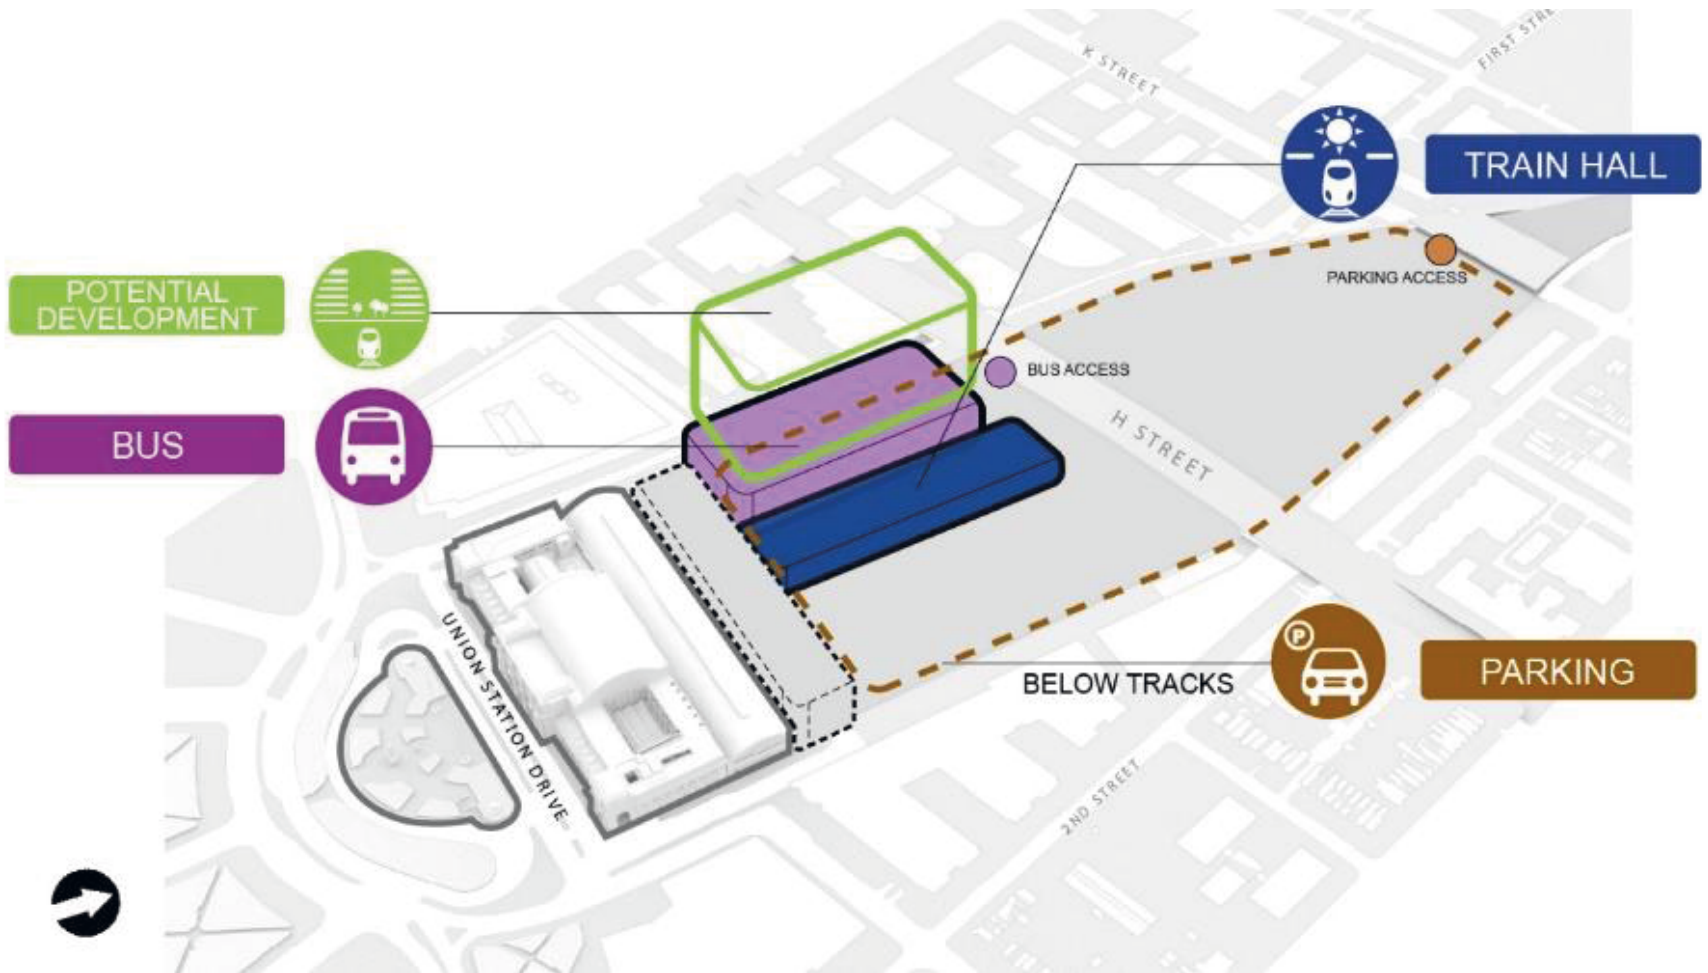 K STREET
FIRST STRE
TRAIN HALL
PARKING ACCESS
POTENTIAL
DEVELOPMENT
BUS ACCESS
H STREET
BUS
P
PARKING
BELOW TRACKS
UNION STATION DRIVE
2ND STREET